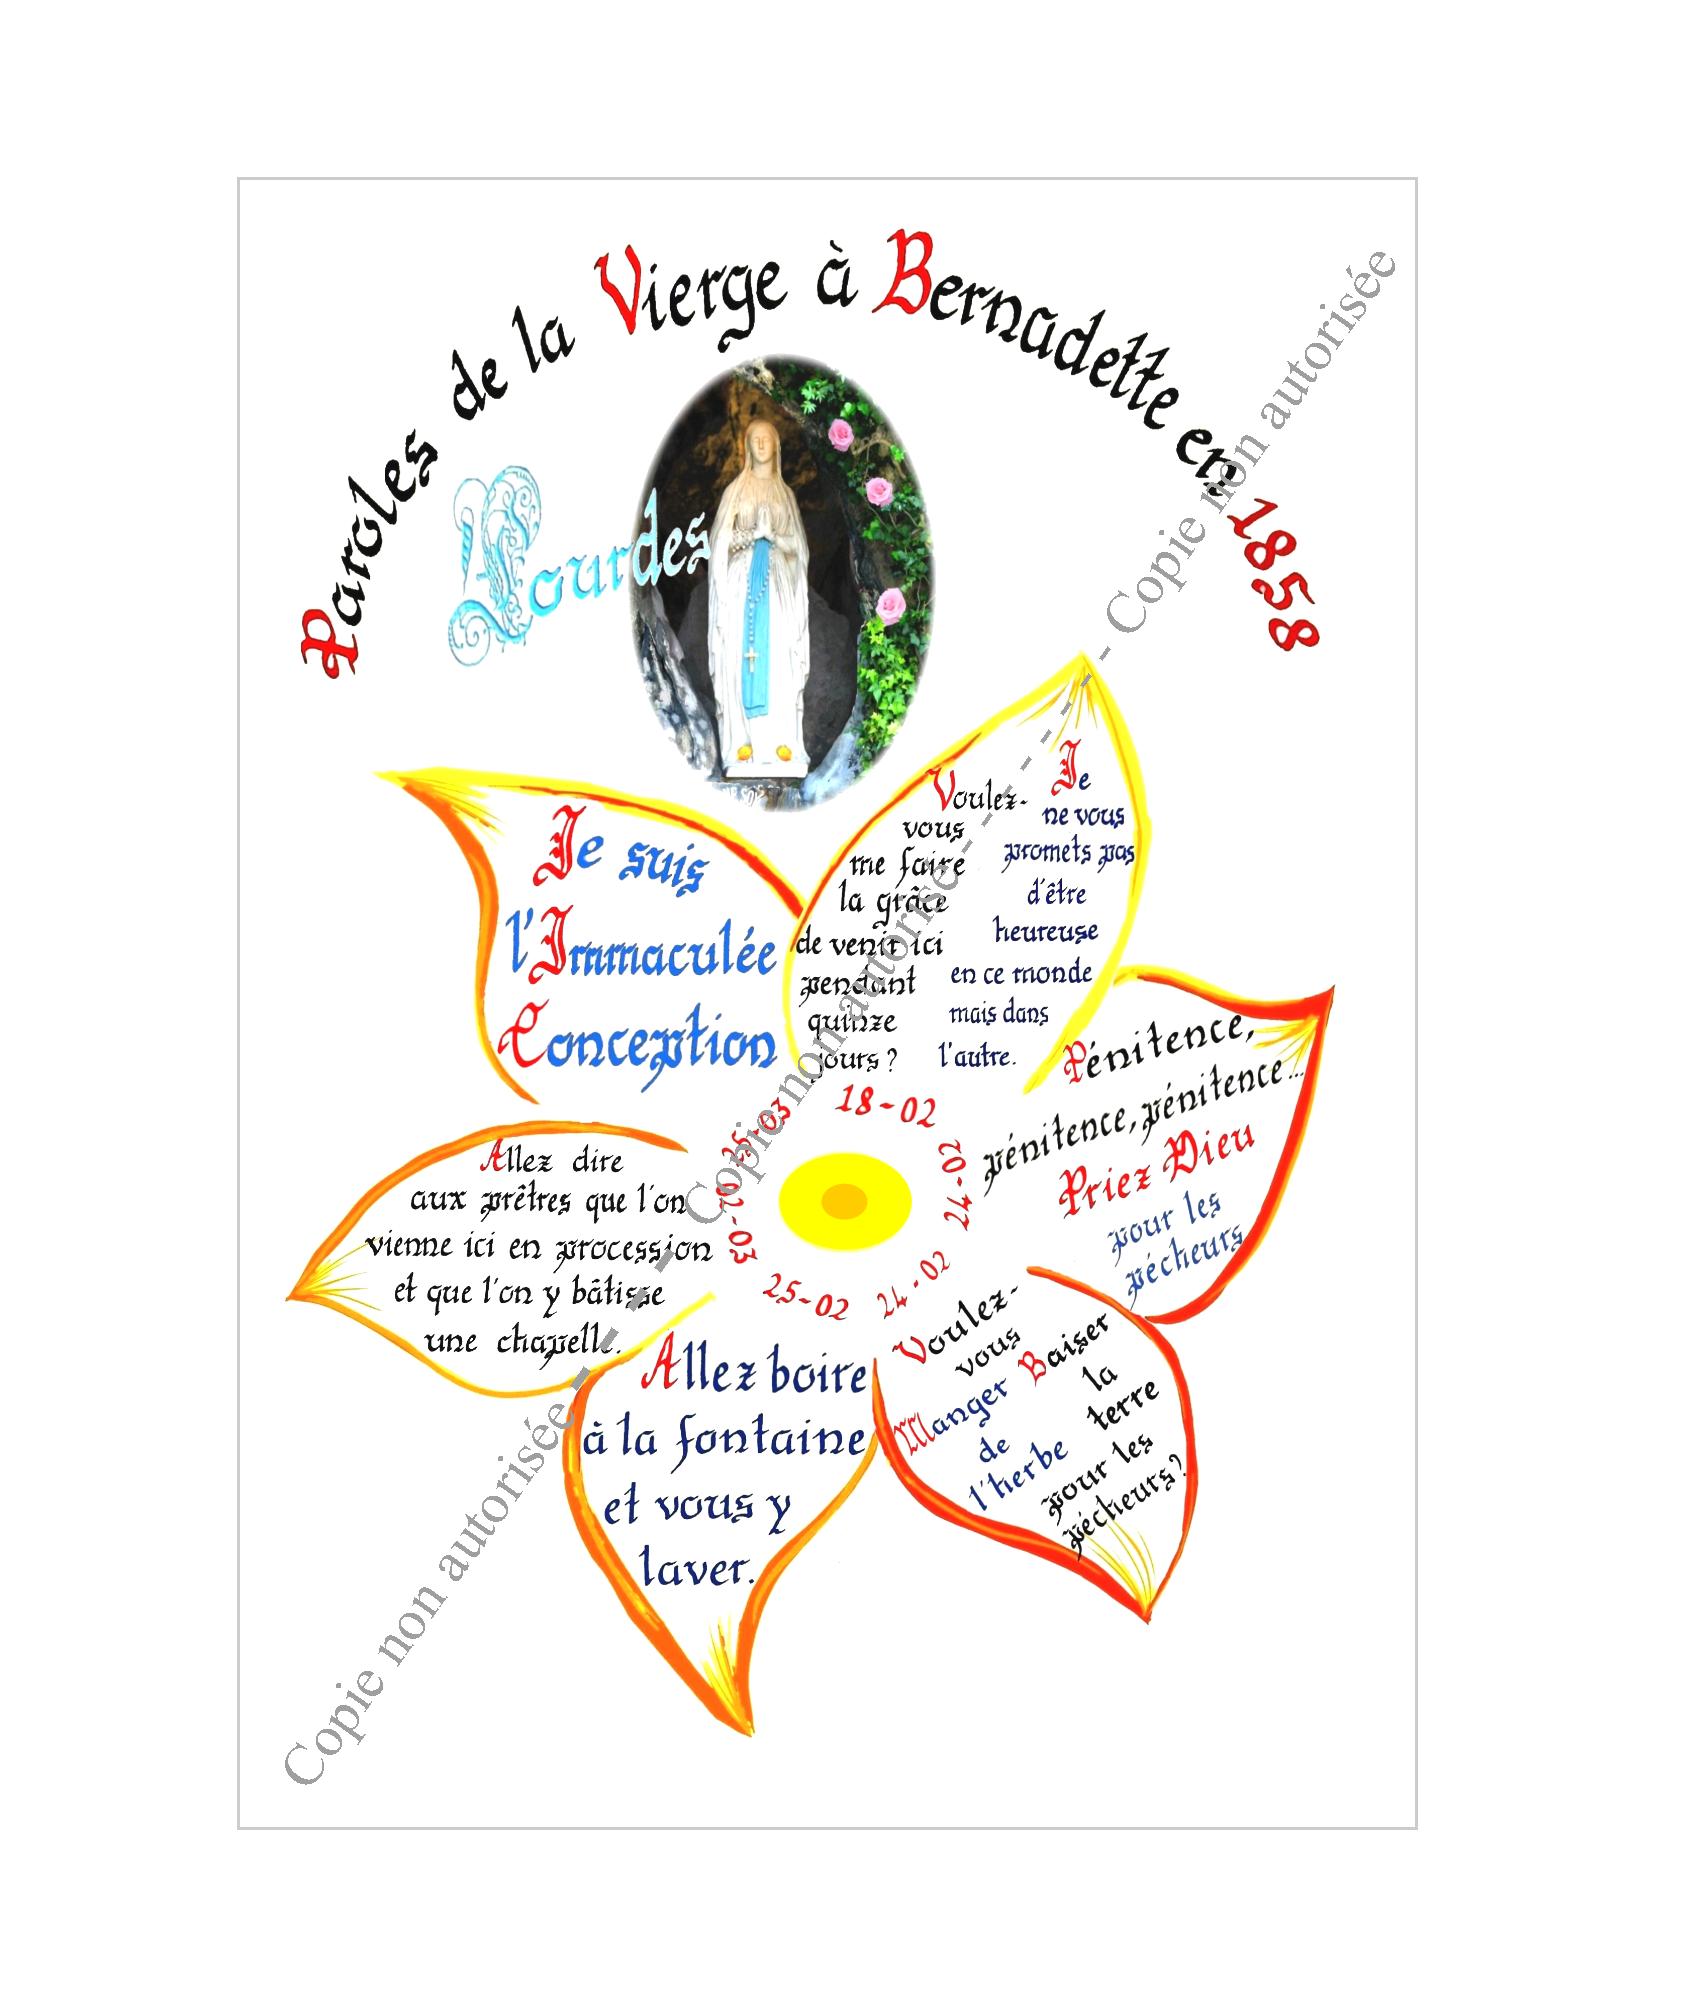 Paroles de la Vierge à Bernadette en 1858
Lourdes
Je suis
l'Immaculée
Conception
25-03
Voulez-
vous
me faire
la grâce
de venir ici
pendant
quinze
jours ?
Je
ne vous
promets pas
d'être
heureuse
en ce monde
mais dans
l'autre.
18-02
Pénitence,
pénitence, pénitence...
Priez Dieu
pour les
pécheurs
24-02
Voulez-
vous
Manger
de
l'herbe
Baiser
la
terre
pour les
pécheurs?
24-02
Allez boire
à la fontaine
et vous y
laver.
25-02
Allez dire
aux prêtres que l'on
vienne ici en procession
et que l'on y bâtisse
une chapelle.
02-03
Copie non autorisée - - - - - Copie non autorisée - - - - - - - Copie non autorisée